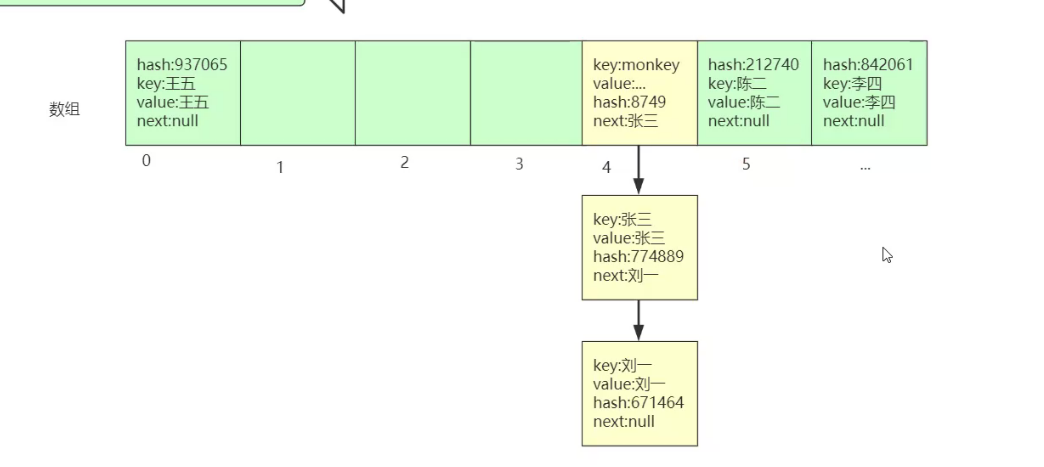 hash:937065
key:王五
value:王五
next:null
key:monkey
value:...
hash:8749
next:张三
hash:212740
key:陈二
value:陈二
next:null
hash:842061
key:李四
value:李四
next:null
数组
0
1
2
3
4
5
...
key:张三
value:张三
hash:774889
next:刘一
key:刘一
value:刘一
hash:671464
next:null